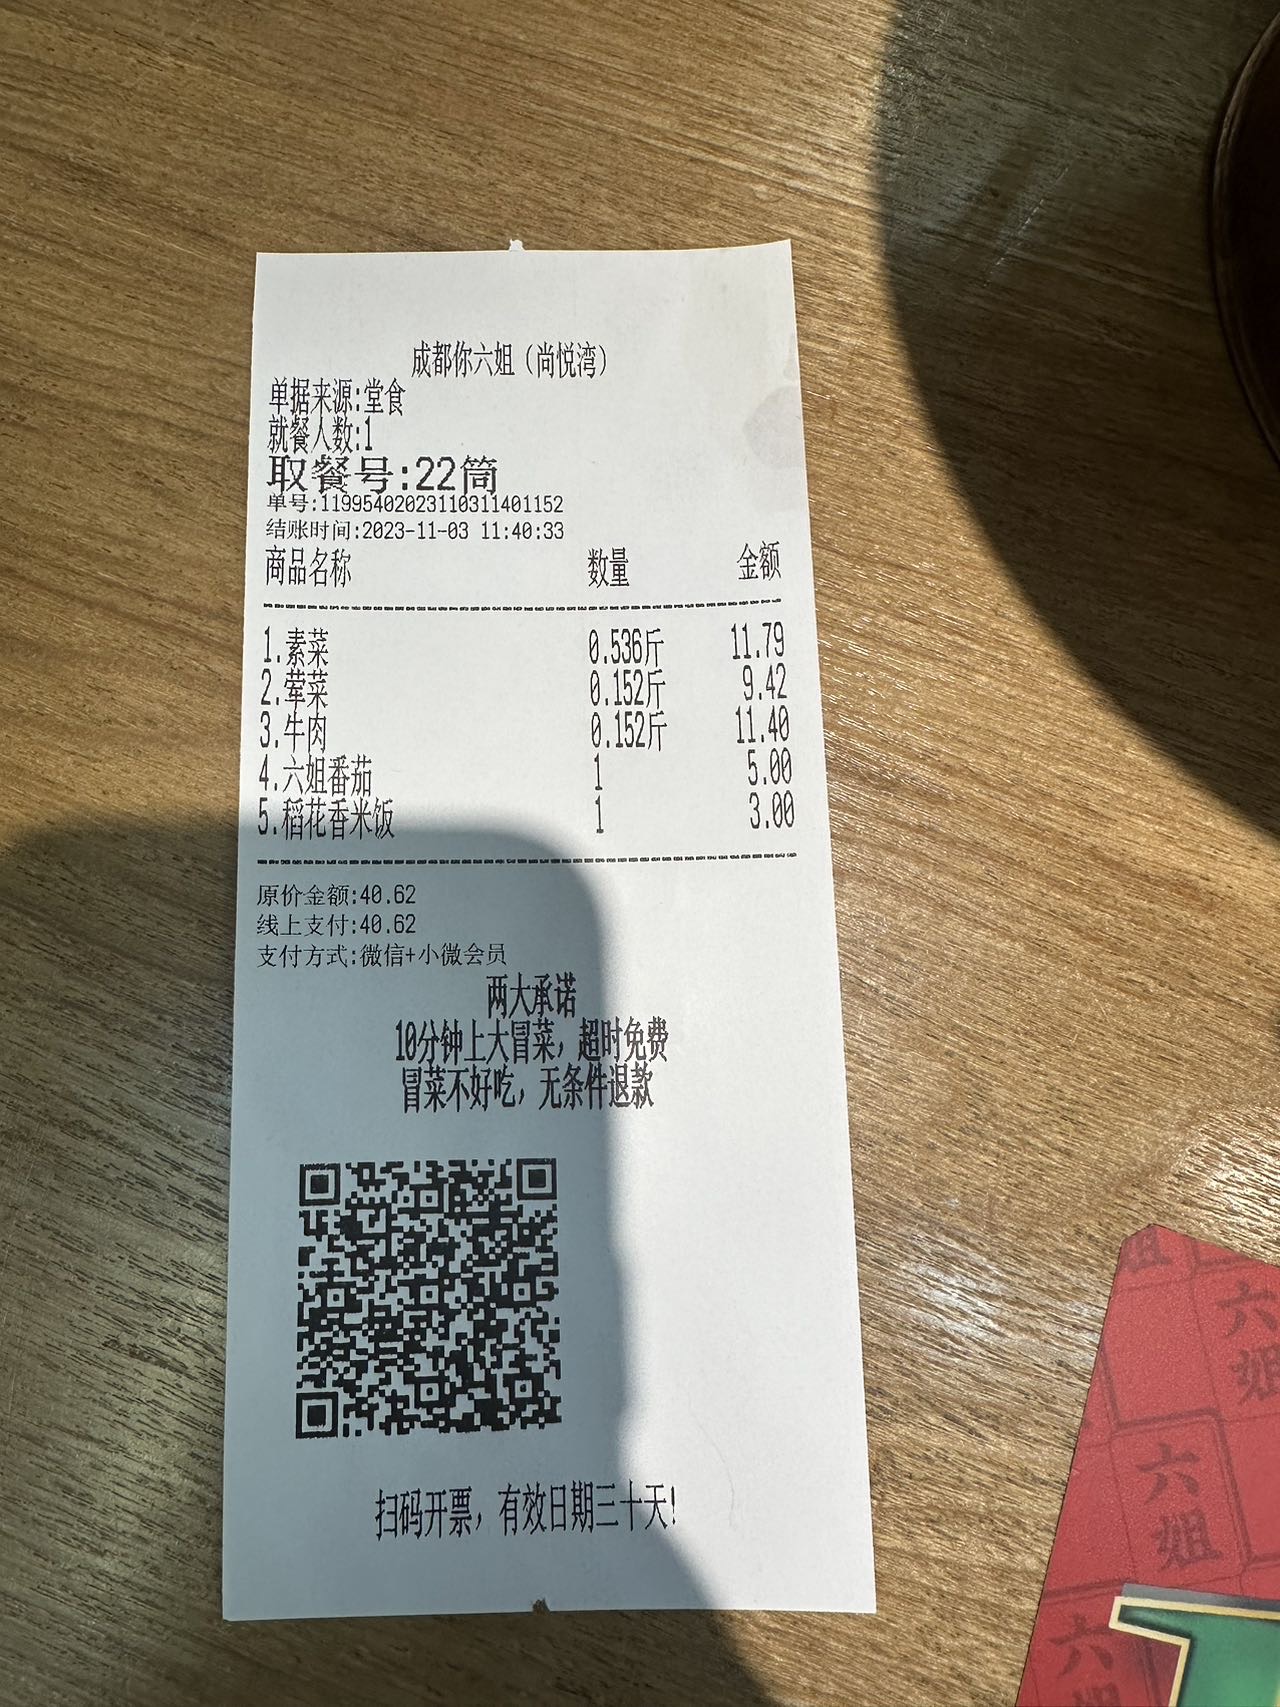 成都你六姐（尚悦湾）
单据来源:堂食
就餐人数:1
取餐号:22筒
单号:11995402023110311401152
结账时间:2023-11-03 11:40:33
商品名称 数量 金额
1.素菜 0.536斤 11.79
2.荤菜 0.152斤 9.42
3.牛肉 0.152斤 11.40
4.六姐番茄 1 5.00
5.稻花香米饭 1 3.00
原价金额:40.62
线上支付:40.62
支付方式:微信+小微会员
两大承诺
10分钟上大冒菜，超时免费
冒菜不好吃，无条件退款
扫码开票，有效日期三十天!
姐
六姐
六姐
六